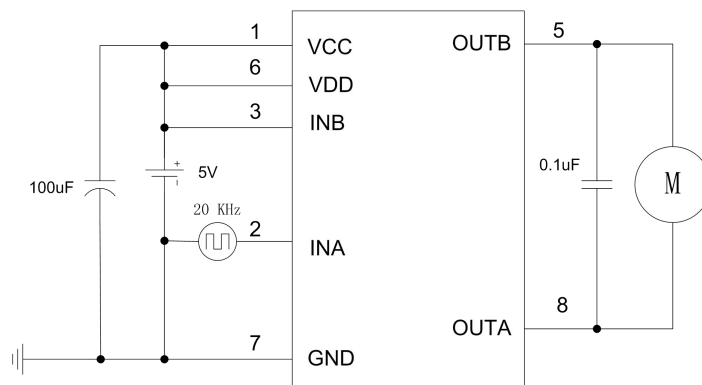 1 VCC OUTB 5
6 VDD
3 INB
100uF
+
-
5V
0.1uF
M
20 KHz
2 INA
8 OUTA
7 GND